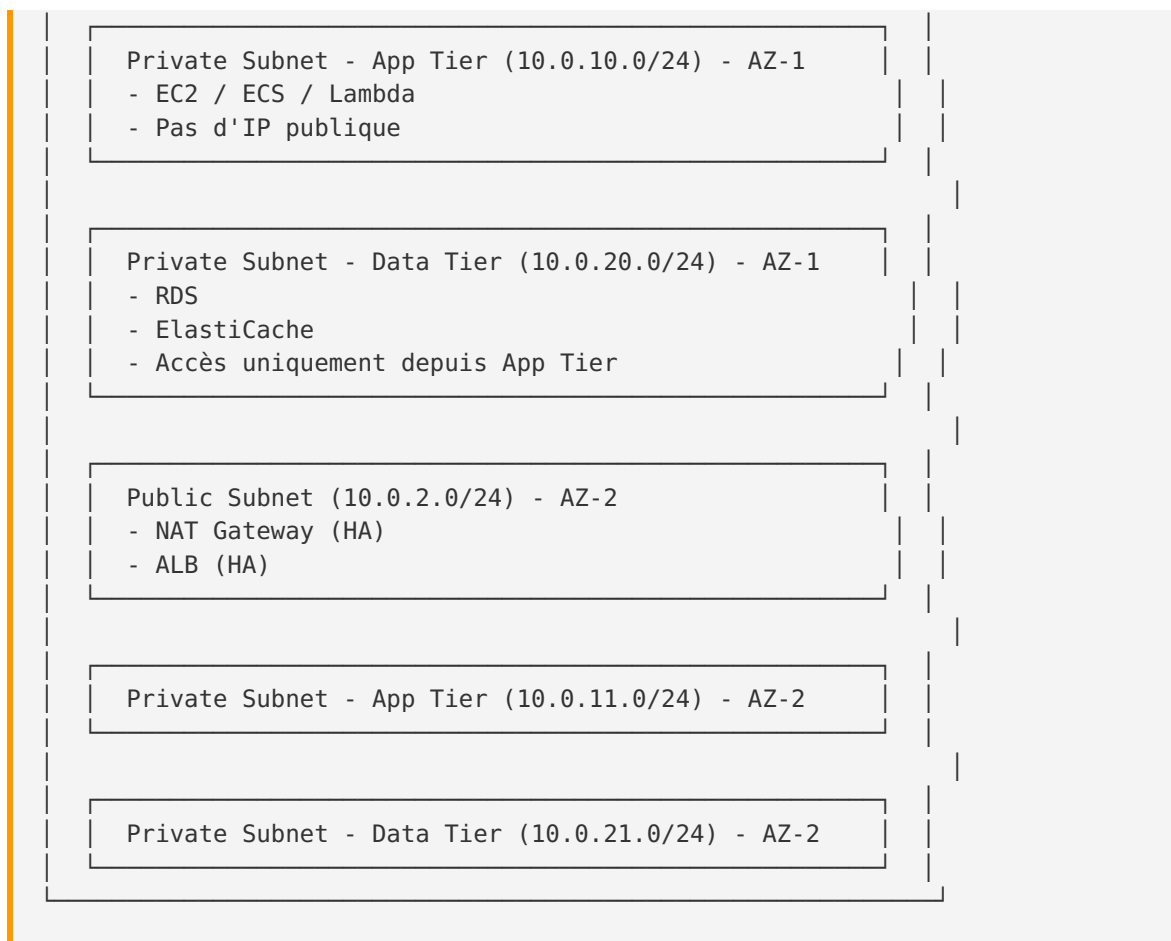 Private Subnet - App Tier (10.0.10.0/24) - AZ-1
- EC2 / ECS / Lambda
- Pas d'IP publique
Private Subnet - Data Tier (10.0.20.0/24) - AZ-1
- RDS
- ElastiCache
- Accès uniquement depuis App Tier
Public Subnet (10.0.2.0/24) - AZ-2
- NAT Gateway (HA)
- ALB (HA)
Private Subnet - App Tier (10.0.11.0/24) - AZ-2
Private Subnet - Data Tier (10.0.21.0/24) - AZ-2